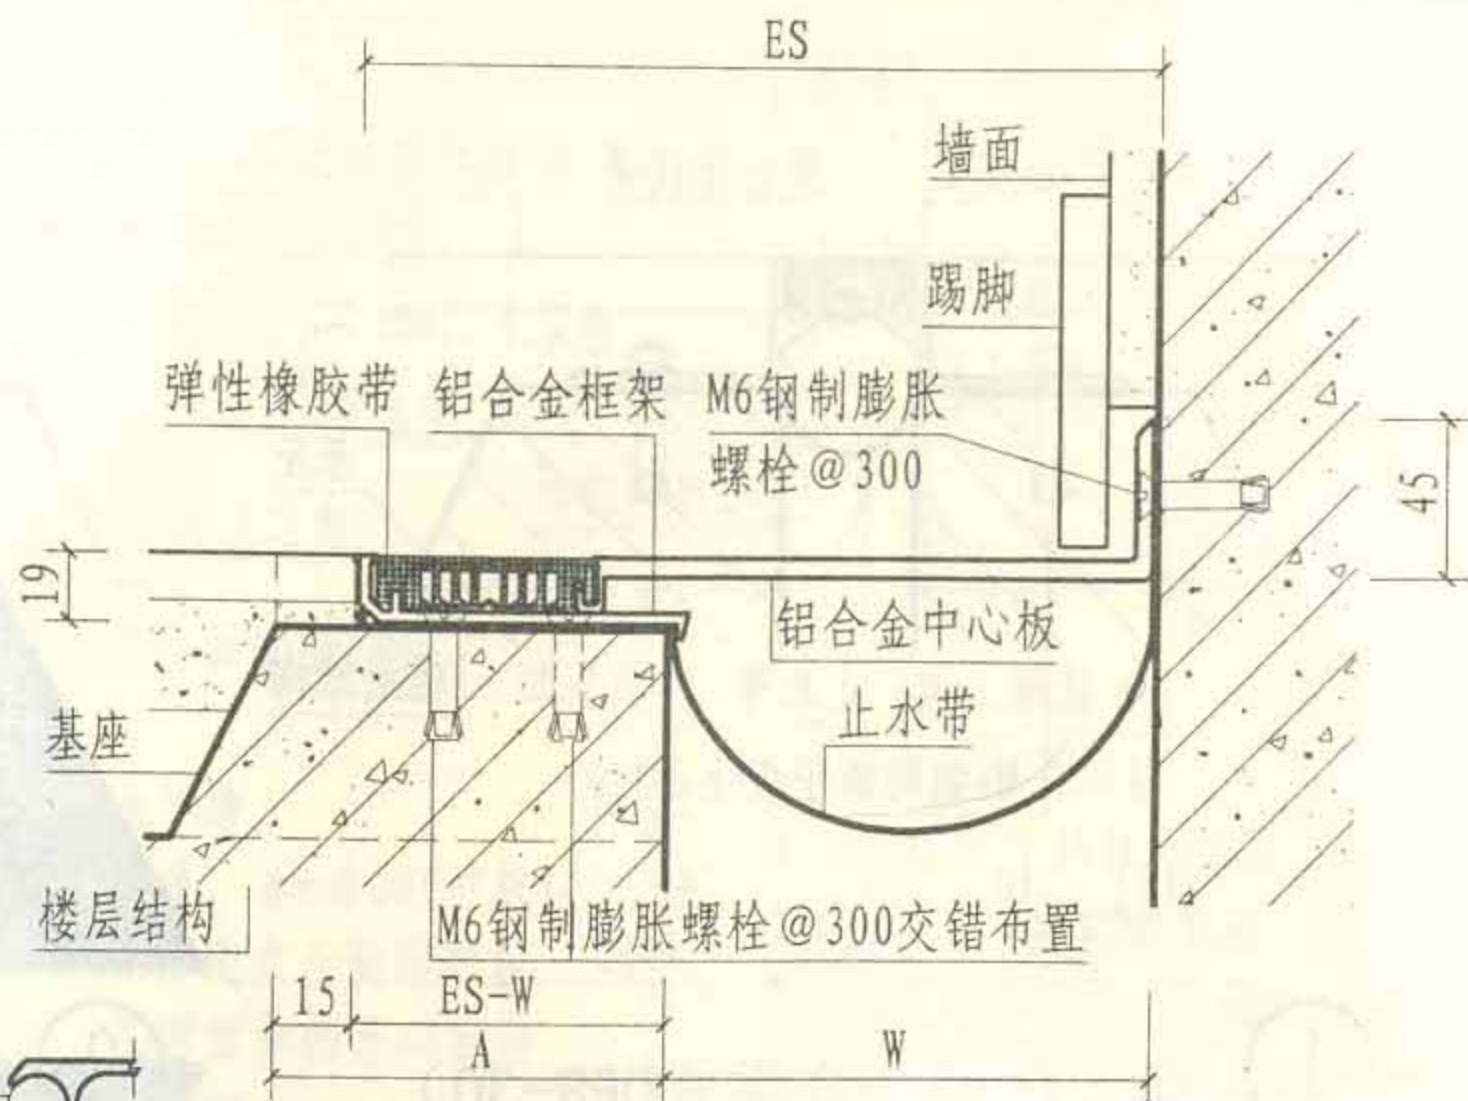 ES
墙面
踢脚
弹性橡胶带
铝合金框架
M6钢制膨胀
螺栓@300
45
19
铝合金中心板
止水带
基座
楼层结构
M6钢制膨胀螺栓@300交错布置
15
ES-W
A
W